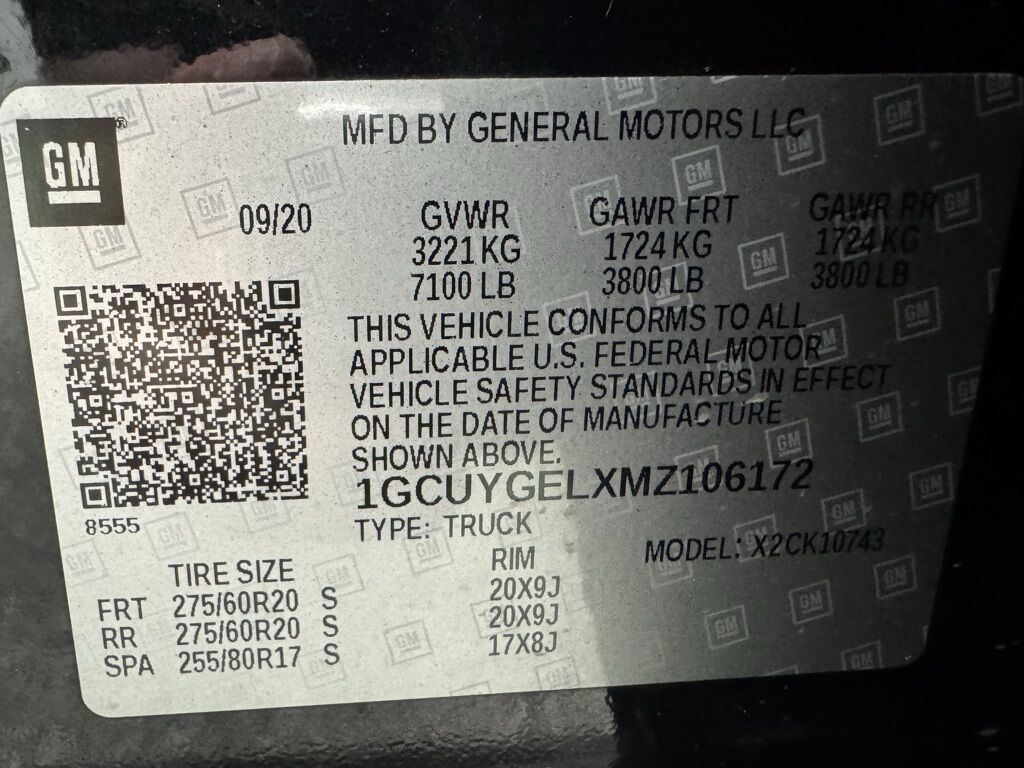 GM®
MFD BY GENERAL MOTORS LLC
09/20 GVWR GAWR FRT GAWR RR
3221 KG 1724 KG 1724 KG
7100 LB 3800 LB 3800 LB
THIS VEHICLE CONFORMS TO ALL
APPLICABLE U.S. FEDERAL MOTOR
VEHICLE SAFETY STANDARDS IN EFFECT
ON THE DATE OF MANUFACTURE
SHOWN ABOVE.
1GCUYGELXMZ106172
8555
TYPE: TRUCK
MODEL: X2CK10743
TIRE SIZE RIM
FRT 275/60R20 S 20X9J
RR 275/60R20 S 20X9J
SPA 255/80R17 S 17X8J